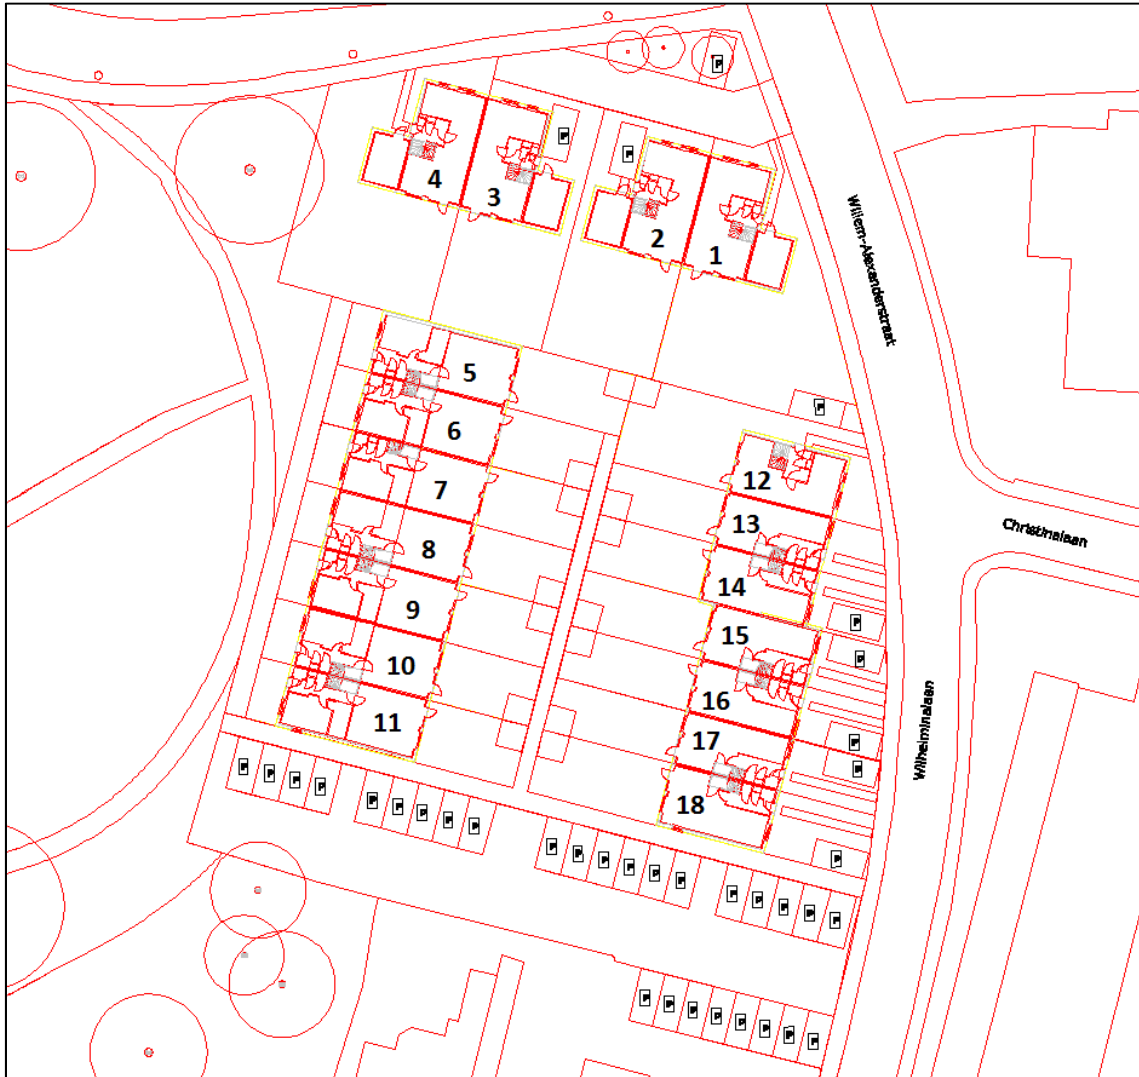 P
4
3
P
P
2
1
Willem-Alexanderstraat
5
6
7
8
9
10
11
P
12
13
14
15
16
17
18
Christinalaan
P
P
P
P
P
Wilhelminalaan
P P P P
P P P P P
P P P P P P
P P P P P
P P P P P P P P